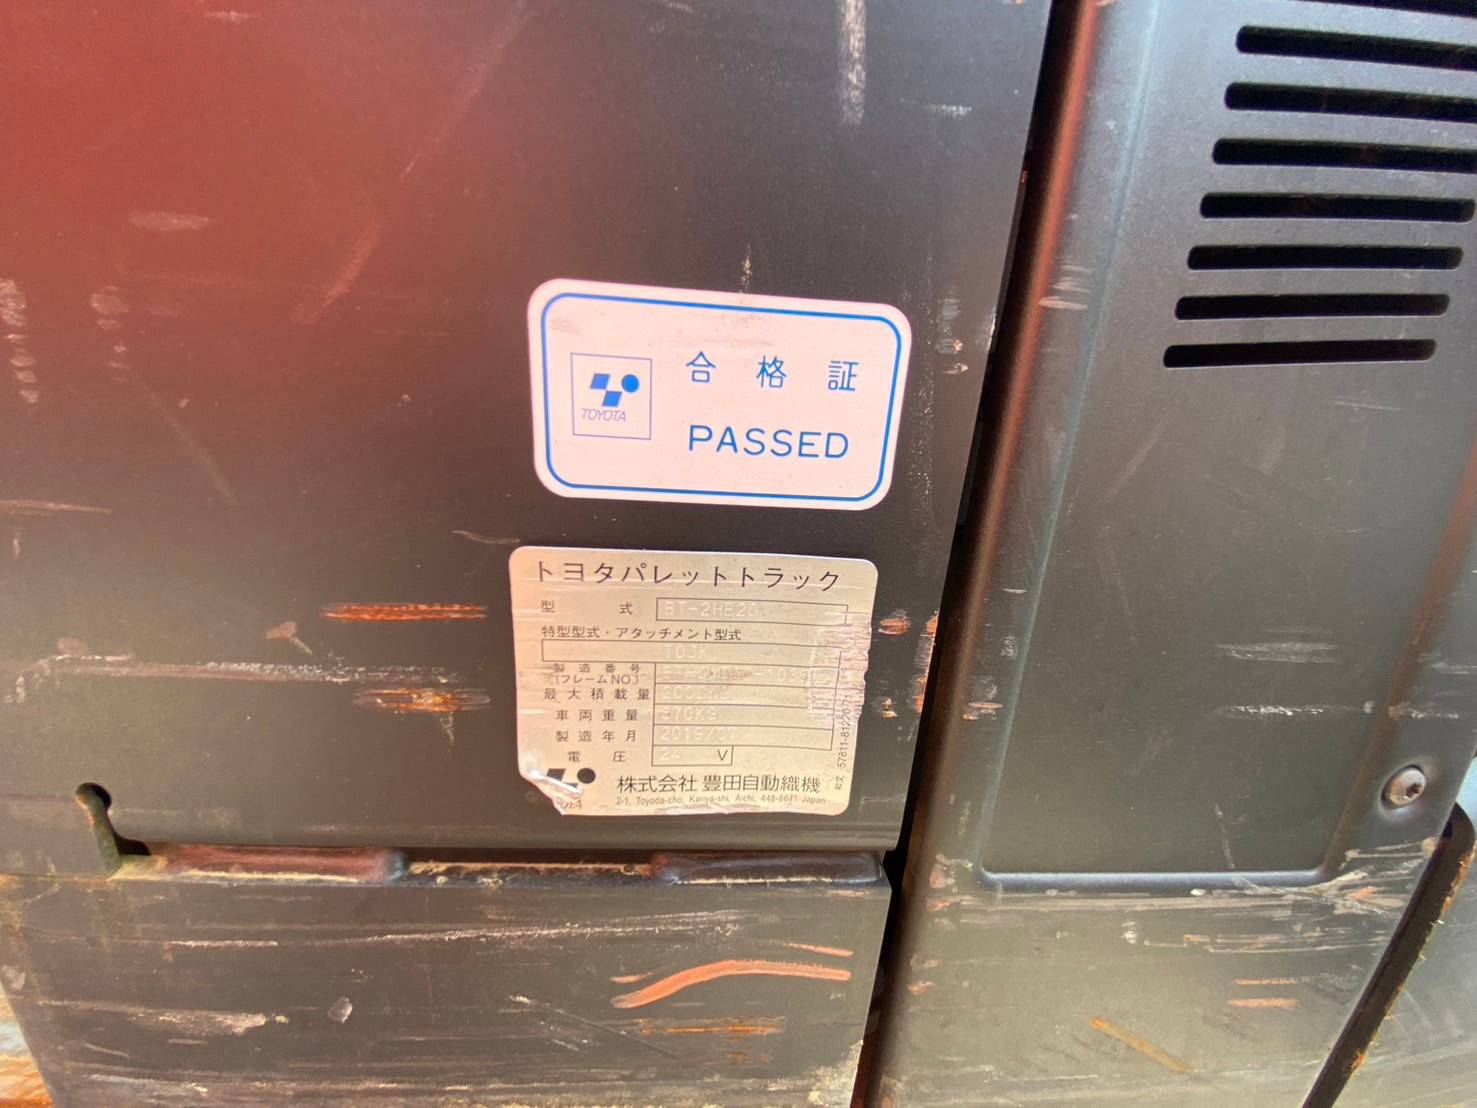 TOYOTA
合格証
PASSED
トヨタパレットトラック
型式 BT-2HB20
特型型式・アタッチメント型式
T0JK
製造番号
(フレームNO.)
最大積載量 2000KG
車両重量 370KG
製造年月 2019/07
電圧 24 V
株式会社 豊田自動織機
2-1, Toyoda-cho, Kariya-shi, Aichi, 448-8671 Japan